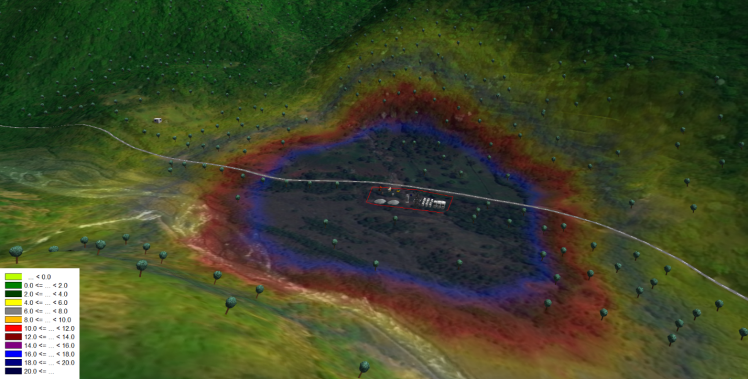 ... < 0.0
0.0 <= ... < 2.0
2.0 <= ... < 4.0
4.0 <= ... < 6.0
6.0 <= ... < 8.0
8.0 <= ... < 10.0
10.0 <= ... < 12.0
12.0 <= ... < 14.0
14.0 <= ... < 16.0
16.0 <= ... < 18.0
18.0 <= ... < 20.0
20.0 <= ...